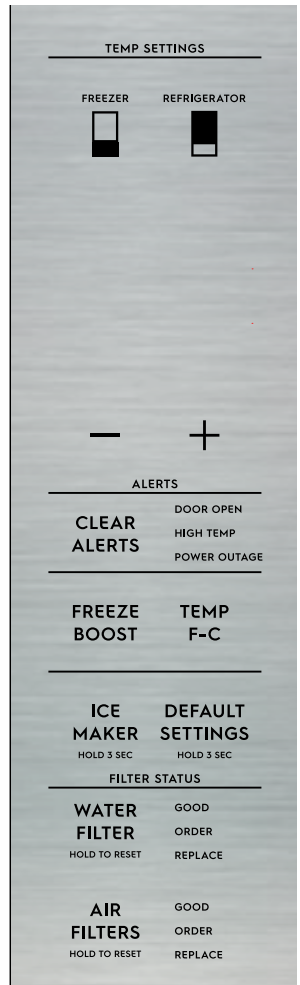 TEMP SETTINGS
FREEZER REFRIGERATOR
– +
ALERTS
CLEAR
ALERTS
DOOR OPEN
HIGH TEMP
POWER OUTAGE
FREEZE
BOOST
TEMP
F-C
ICE
MAKER
HOLD 3 SEC
DEFAULT
SETTINGS
HOLD 3 SEC
FILTER STATUS
WATER
FILTER
HOLD TO RESET
GOOD
ORDER
REPLACE
AIR
FILTERS
HOLD TO RESET
GOOD
ORDER
REPLACE